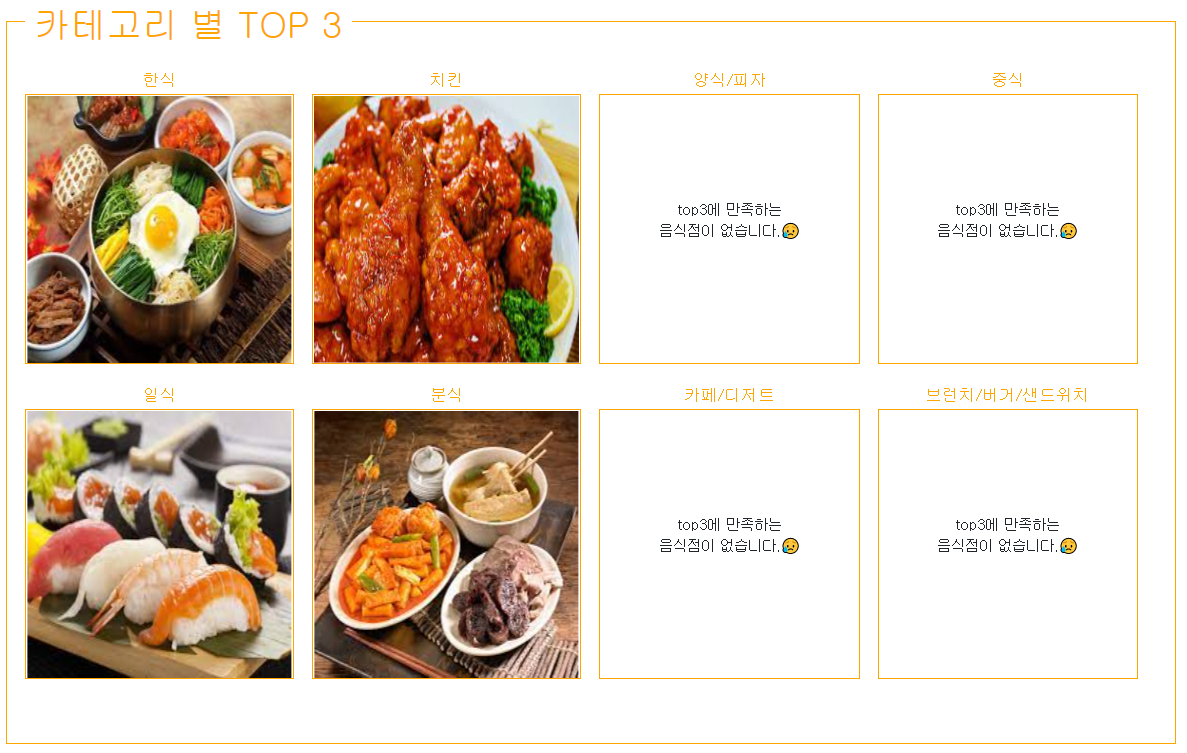 카테고리 별 TOP 3
한식
치킨
양식/피자
중식
top3에 만족하는
음식점이 없습니다.😥
top3에 만족하는
음식점이 없습니다.😥
일식
분식
카페/디저트
브런치/버거/샌드위치
top3에 만족하는
음식점이 없습니다.😥
top3에 만족하는
음식점이 없습니다.😥